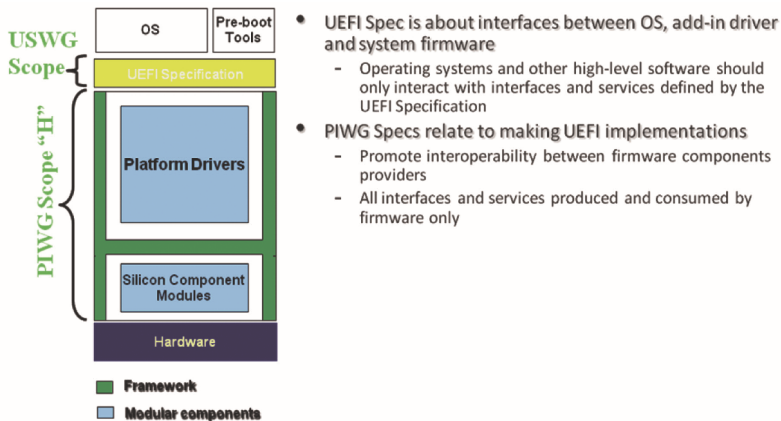 OS
Pre-boot
Tools
USWG
Scope
UEFI Specification
PIWG Scope "H"
Platform Drivers
Silicon Component
Modules
Hardware
Framework
Modular components
• UEFI Spec is about interfaces between OS, add-in driver
and system firmware
– Operating systems and other high-level software should
only interact with interfaces and services defined by the
UEFI Specification
• PIWG Specs relate to making UEFI implementations
– Promote interoperability between firmware components
providers
– All interfaces and services produced and consumed by
firmware only